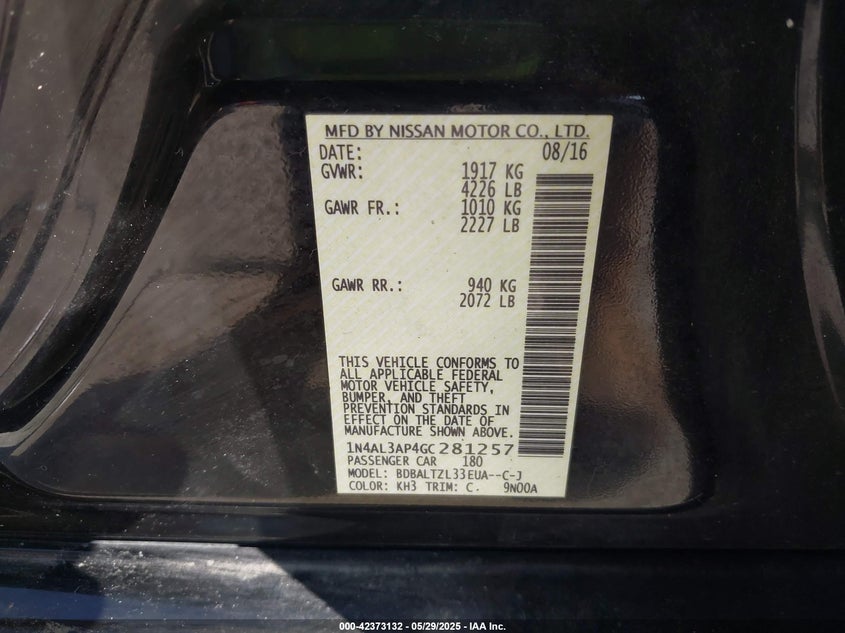 MFD BY NISSAN MOTOR CO., LTD.
DATE: 08/16
GVWR: 1917 KG
4226 LB
GAWR FR.: 1010 KG
2227 LB
GAWR RR.: 940 KG
2072 LB
THIS VEHICLE CONFORMS TO
ALL APPLICABLE FEDERAL
MOTOR VEHICLE SAFETY,
BUMPER, AND THEFT
PREVENTION STANDARDS IN
EFFECT ON THE DATE OF
MANUFACTURE SHOWN ABOVE.
1N4AL3AP4GC281257
PASSENGER CAR 180
MODEL: BDBALTZL33EUA--C-J
COLOR: KH3 TRIM: C. 9N00A
000-42373132 - 05/29/2025 - IAA Inc.